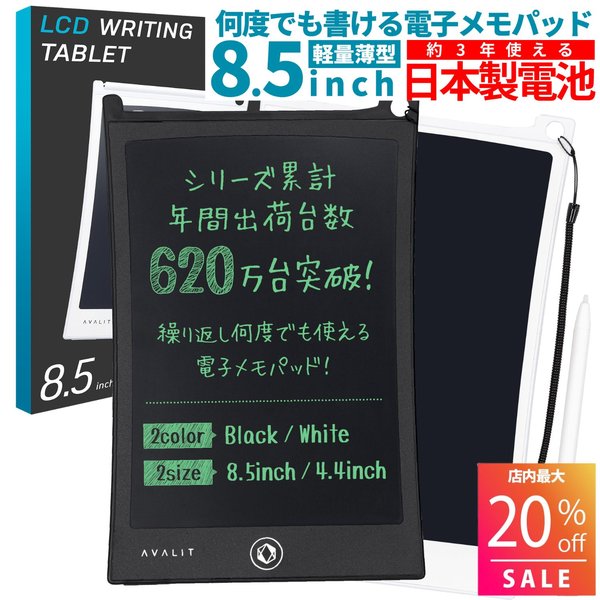 LCD WRITING
TABLET
8.5inch
何度でも書ける電子メモパッド
8.5inch
軽量薄型
約3年使える
日本製電池
シリーズ累計
年間出荷台数
620万台突破!
繰り返し何度でも使える
電子メモパッド!
2color Black / White
2size 8.5inch / 4.4inch
AVALIT
店内最大
20%off
SALE